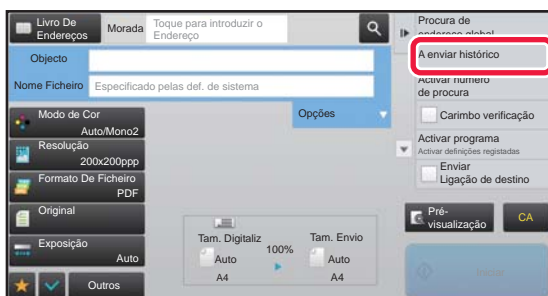 Livro De
Endereços
Morada
Toque para introduzir o
Endereço
Objecto
Nome Ficheiro
Especificado pelas def. de sistema
Modo de Cor
Auto/Mono2
Resolução
200x200ppp
Formato De Ficheiro
PDF
Original
Exposição
Auto
Outros
Opções
Tam. Digitaliz
100%
Tam. Envio
Auto
Auto
A4
A4
Procura de
endereço global
A enviar histórico
Activar número
de procura
Carimbo verificação
Activar programa
Activar definições registadas
Enviar
Ligação de destino
Pré-
visualização
CA
Iniciar